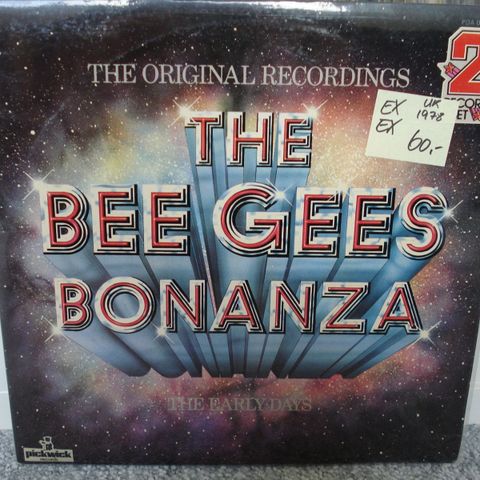 THE ORIGINAL RECORDINGS
2
EX UK
1978
EX 60,-
THE
BEE GEES
BONANZA
THE EARLY DAYS
pickwick